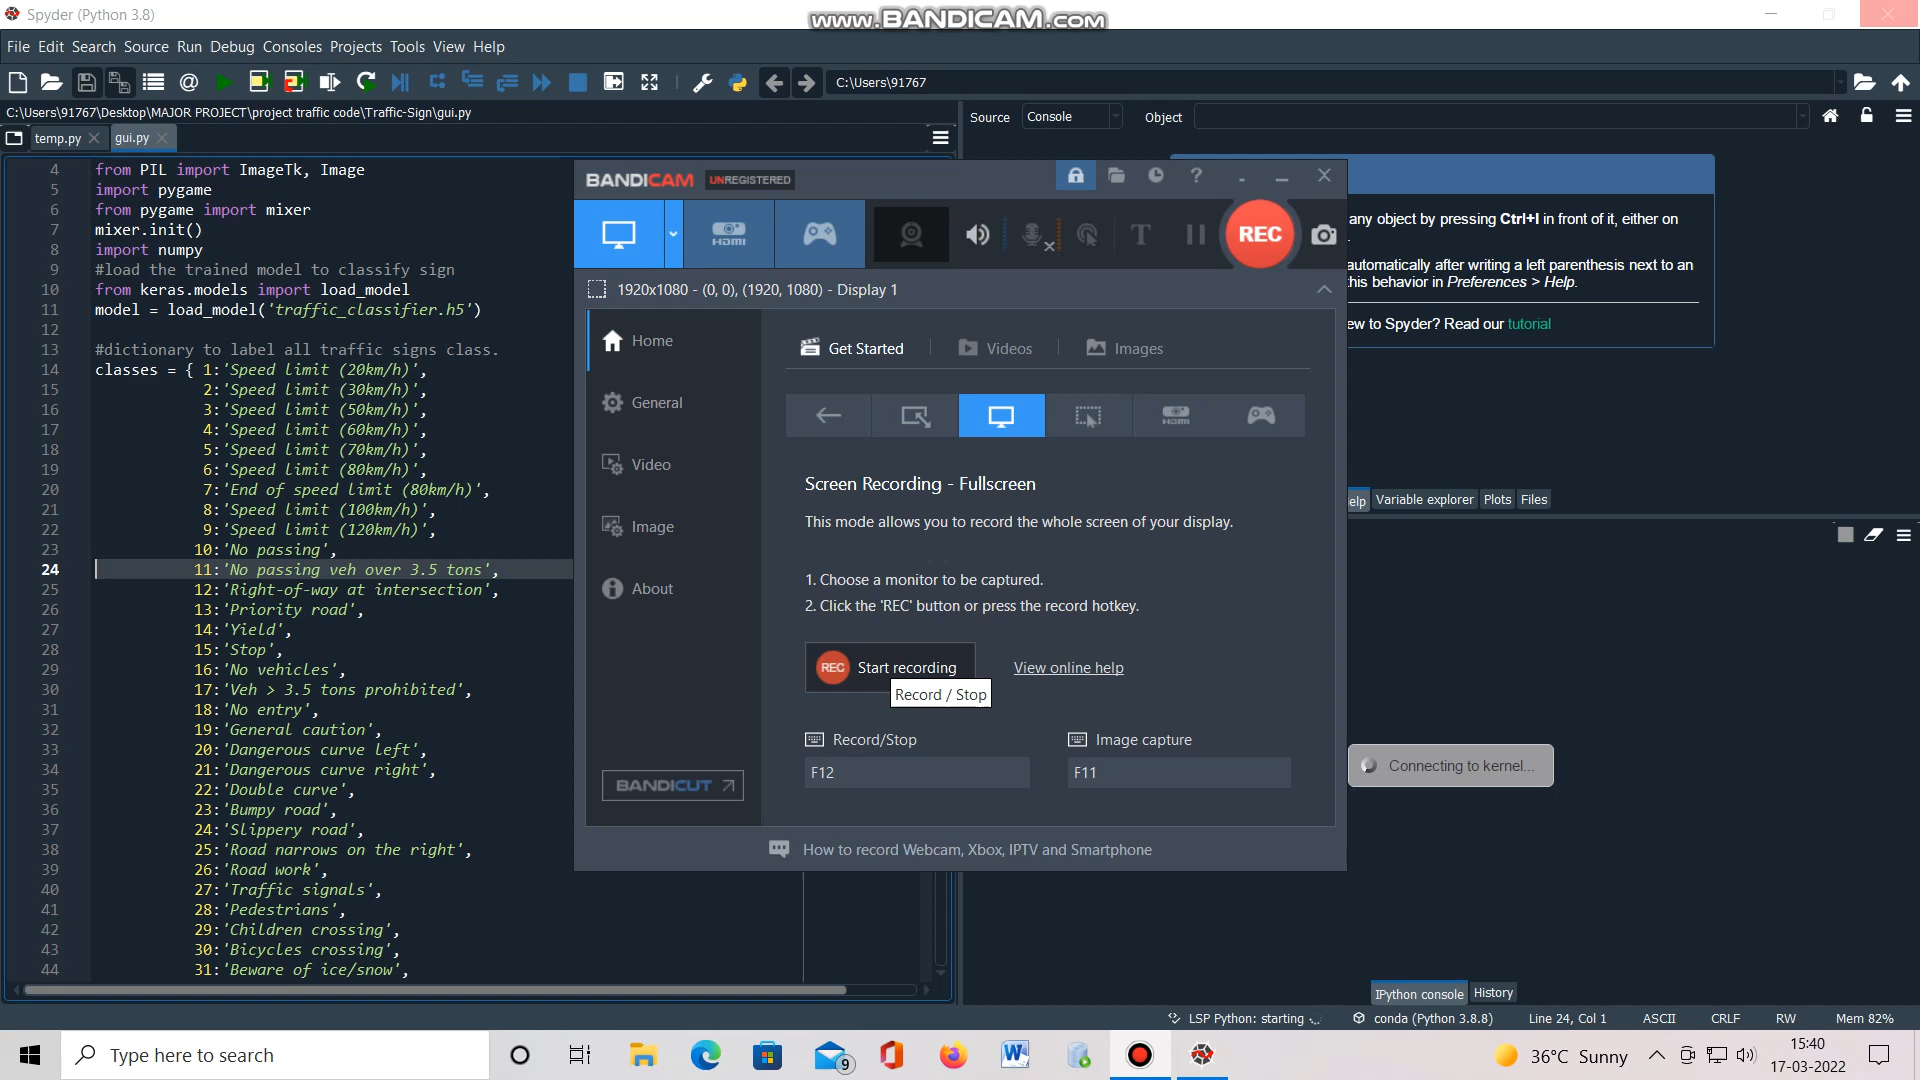 Spyder (Python 3.8)
www.BANDICAM.com
File Edit Search Source Run Debug Consoles Projects Tools View Help
C:\Users\91767
C:\Users\91767\Desktop\MAJOR PROJECT\project traffic code\Traffic-Sign\gui.py
temp.py
gui.py
4 from PIL import ImageTk, Image
5 import pygame
6 from pygame import mixer
7 mixer.init()
8 import numpy
9 #load the trained model to classify sign
10 from keras.models import load_model
11 model = load_model('traffic_classifier.h5')
12
13 #dictionary to label all traffic signs class.
14 classes = { 1:'Speed limit (20km/h)',
15 2:'Speed limit (30km/h)',
16 3:'Speed limit (50km/h)',
17 4:'Speed limit (60km/h)',
18 5:'Speed limit (70km/h)',
19 6:'Speed limit (80km/h)',
20 7:'End of speed limit (80km/h)',
21 8:'Speed limit (100km/h)',
22 9:'Speed limit (120km/h)',
23 10:'No passing',
24 11:'No passing veh over 3.5 tons',
25 12:'Right-of-way at intersection',
26 13:'Priority road',
27 14:'Yield',
28 15:'Stop',
29 16:'No vehicles',
30 17:'Veh > 3.5 tons prohibited',
31 18:'No entry',
32 19:'General caution',
33 20:'Dangerous curve left',
34 21:'Dangerous curve right',
35 22:'Double curve',
36 23:'Bumpy road',
37 24:'Slippery road',
38 25:'Road narrows on the right',
39 26:'Road work',
40 27:'Traffic signals',
41 28:'Pedestrians',
42 29:'Children crossing',
43 30:'Bicycles crossing',
44 31:'Beware of ice/snow',
BANDICAM UNREGISTERED
HDMI
T
REC
1920x1080 - (0, 0), (1920, 1080) - Display 1
Home
General
Video
Image
About
BANDICUT
Get Started
Videos
Images
HDMI
Screen Recording - Fullscreen
This mode allows you to record the whole screen of your display.
1. Choose a monitor to be captured.
2. Click the 'REC' button or press the record hotkey.
REC Start recording
View online help
Record / Stop
Record/Stop
Image capture
F12
F11
How to record Webcam, Xbox, IPTV and Smartphone
Source Console Object
any object by pressing Ctrl+I in front of it, either on
.
automatically after writing a left parenthesis next to an
his behavior in Preferences > Help.
ew to Spyder? Read our tutorial
elp Variable explorer Plots Files
Connecting to kernel...
IPython console History
LSP Python: starting
conda (Python 3.8.8)
Line 24, Col 1
ASCII
CRLF
RW
Mem 82%
Type here to search
9
36°C Sunny
15:40
17-03-2022